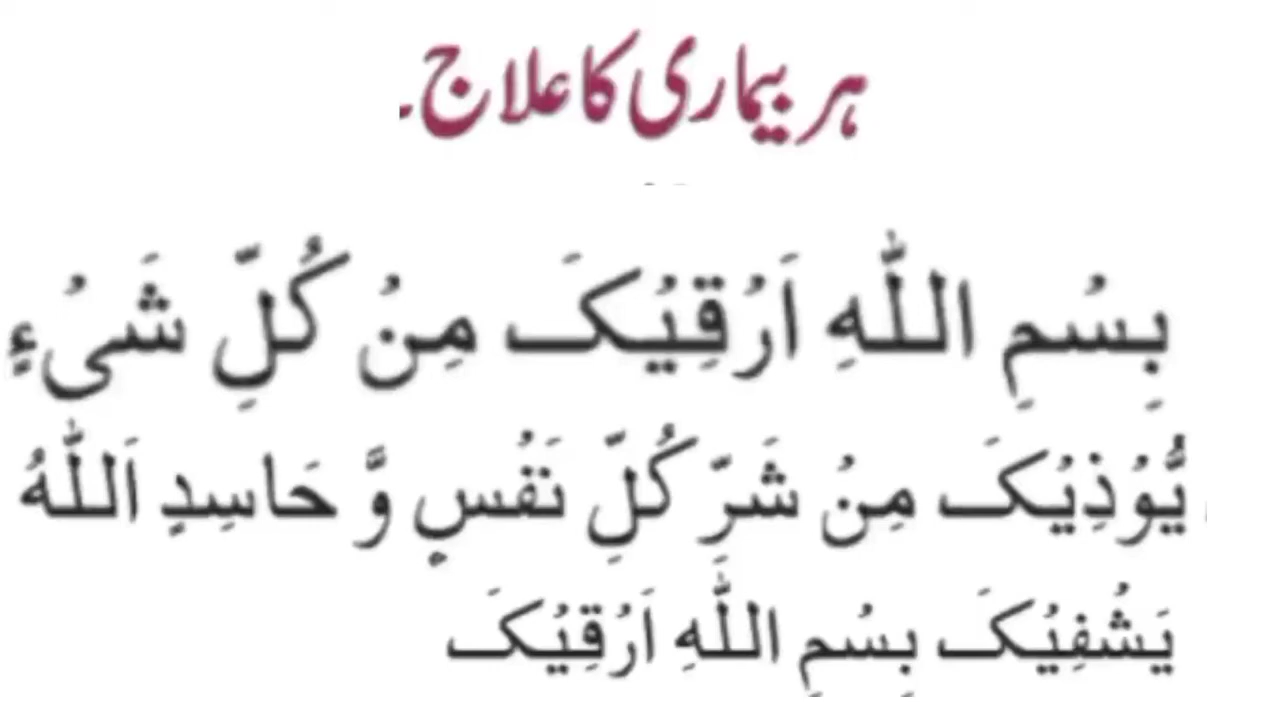 ہر بیماری کا علاج.
بِسُمِ اللّٰهِ اَرُقِيُکَ مِنُ کُلِّ شَیُءٍ
يُّوُذِيُکَ مِنُ شَرِّ کُلِّ نَفُسٍ وَّ حَاسِدٍ اَللّٰهُ
يَشُفِيُکَ بِسُمِ اللّٰهِ اَرُقِيُکَ